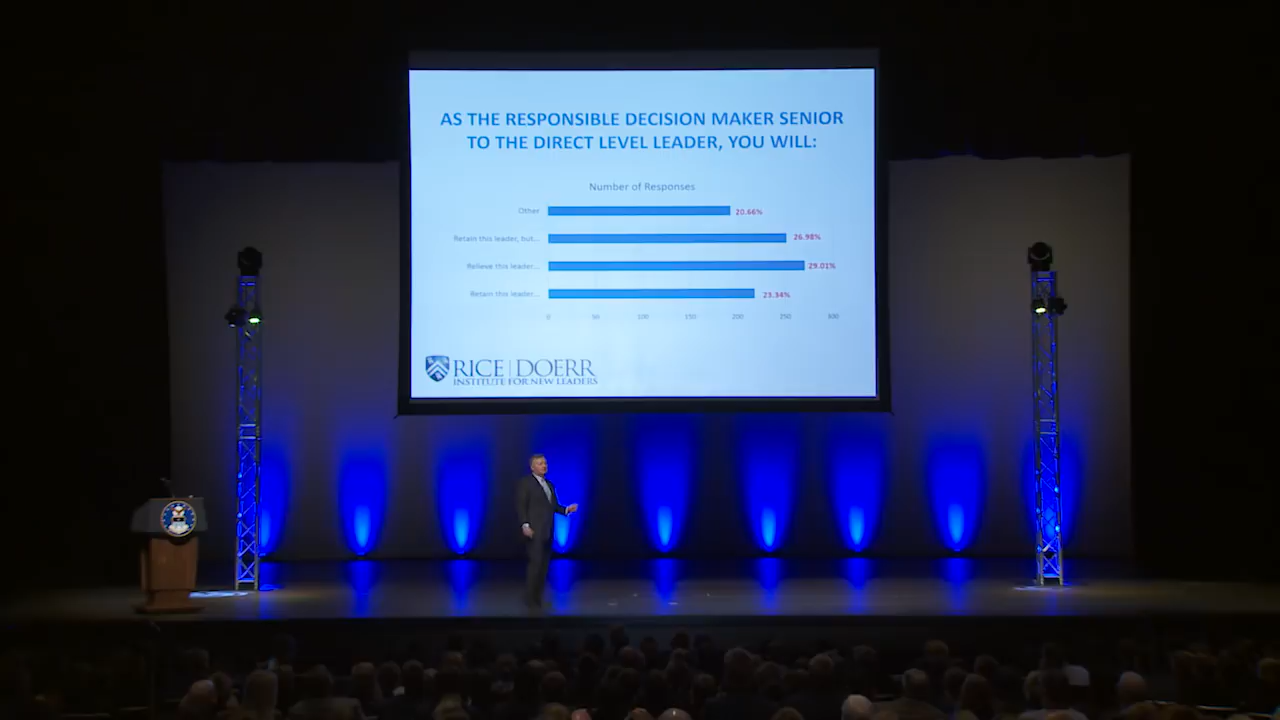 AS THE RESPONSIBLE DECISION MAKER SENIOR
TO THE DIRECT LEVEL LEADER, YOU WILL:
Number of Responses
Other 20.66%
Retain this leader, but... 26.98%
Relieve this leader... 29.01%
Retain this leader... 23.34%
0 50 100 150 200 250 300
RICE | DOERR
INSTITUTE FOR NEW LEADERS